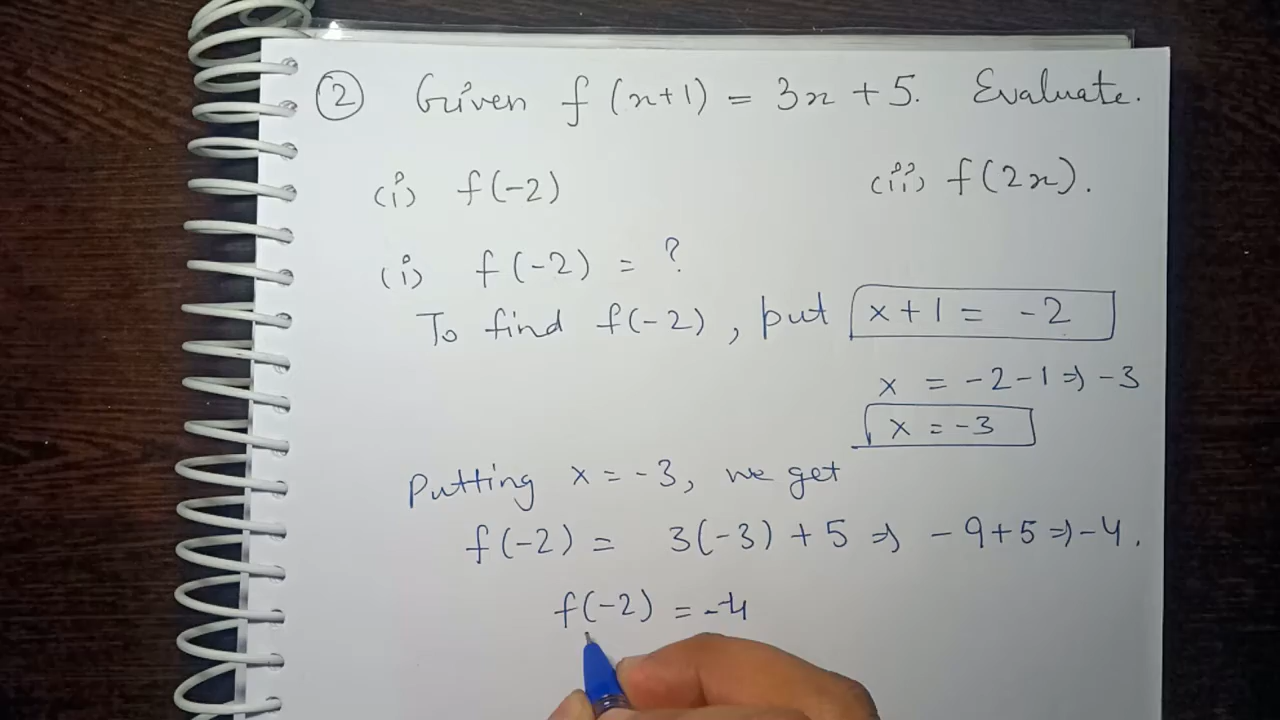 ② Given f(x+1) = 3x + 5. Evaluate.
(i) f(-2) (ii) f(2x).
(i) f(-2) = ?
To find f(-2), put x+1 = -2
x = -2-1 ⇒ -3
x = -3
Putting x = -3, we get
f(-2) = 3(-3) + 5 ⇒ -9+5 ⇒ -4.
f(-2) = -4